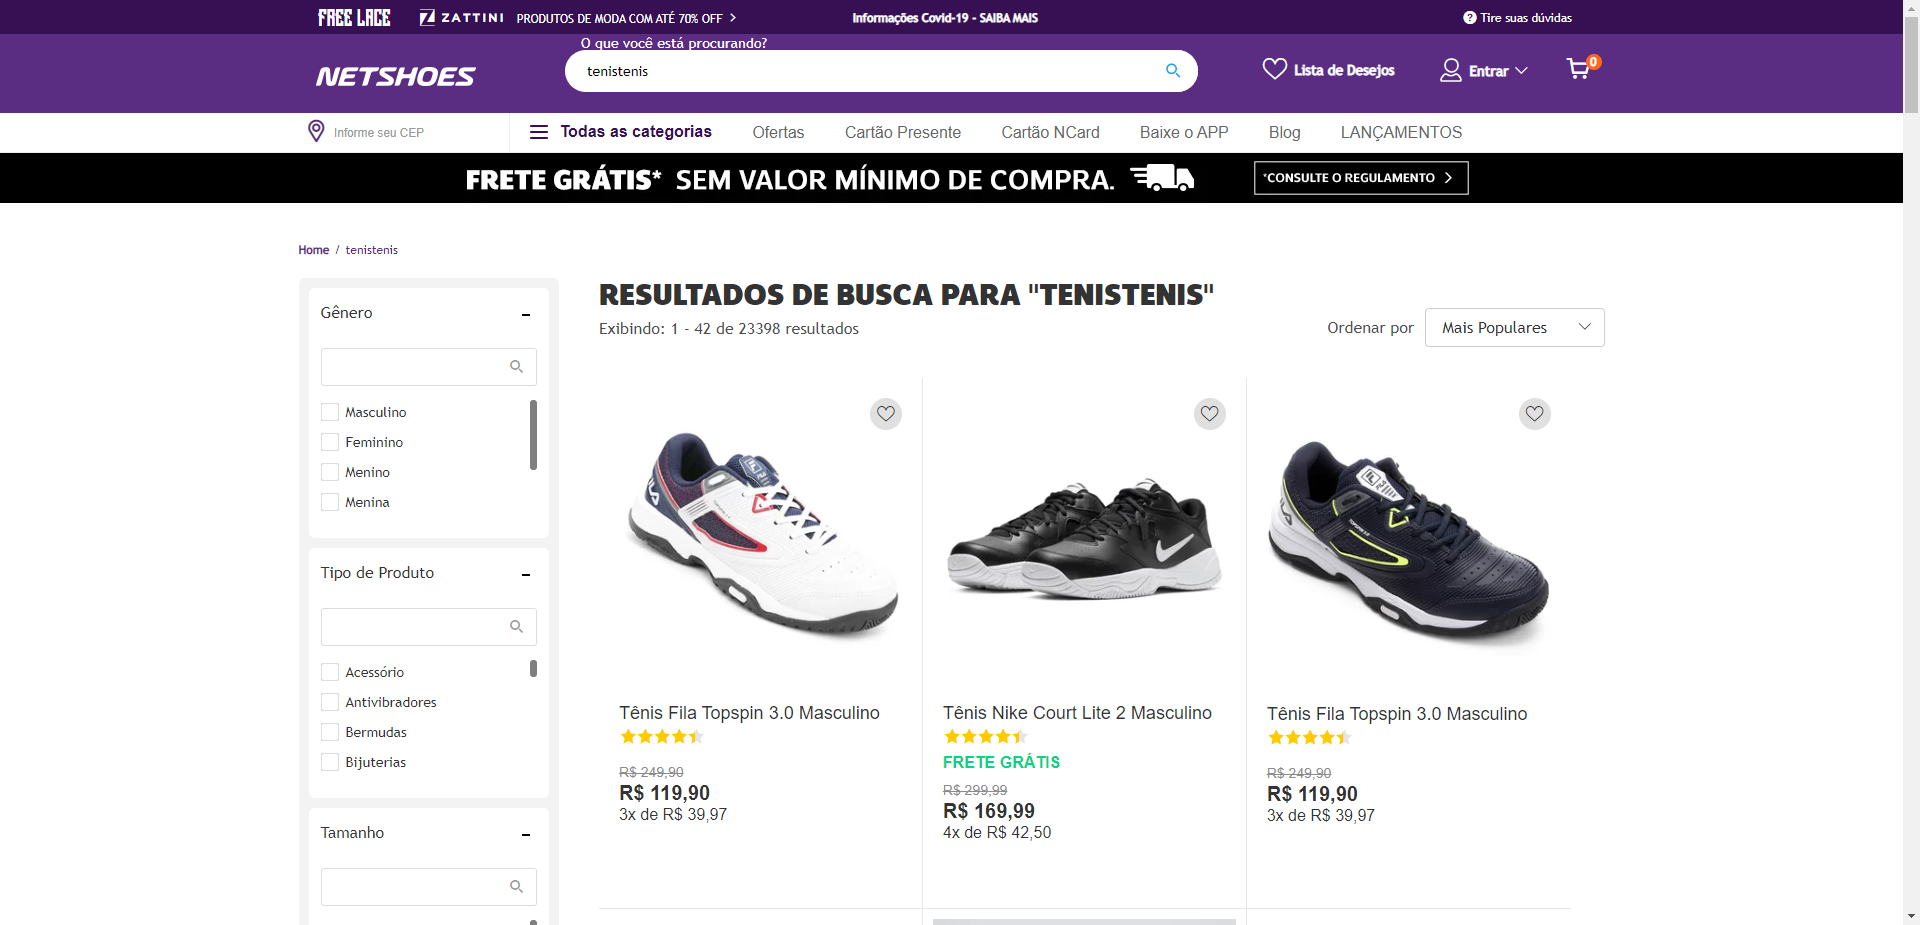 FREE LACE
ZATTINI PRODUTOS DE MODA COM ATÉ 70% OFF
Informações Covid-19 - SAIBA MAIS
Tire suas dúvidas
O que você está procurando?
NETSHOES
tenistenis
Lista de Desejos
Entrar
0
Informe seu CEP
Todas as categorias
Ofertas
Cartão Presente
Cartão NCard
Baixe o APP
Blog
LANÇAMENTOS
FRETE GRÁTIS* SEM VALOR MÍNIMO DE COMPRA.
*CONSULTE O REGULAMENTO
Home / tenistenis
RESULTADOS DE BUSCA PARA "TENISTENIS"
Exibindo: 1 - 42 de 23398 resultados
Ordenar por
Mais Populares
Gênero
Masculino
Feminino
Menino
Menina
Tipo de Produto
Acessório
Antivibradores
Bermudas
Bijuterias
Tamanho
Tênis Fila Topspin 3.0 Masculino
R$ 249,90
R$ 119,90
3x de R$ 39,97
Tênis Nike Court Lite 2 Masculino
FRETE GRÁTIS
R$ 299,99
R$ 169,99
4x de R$ 42,50
Tênis Fila Topspin 3.0 Masculino
R$ 249,90
R$ 119,90
3x de R$ 39,97